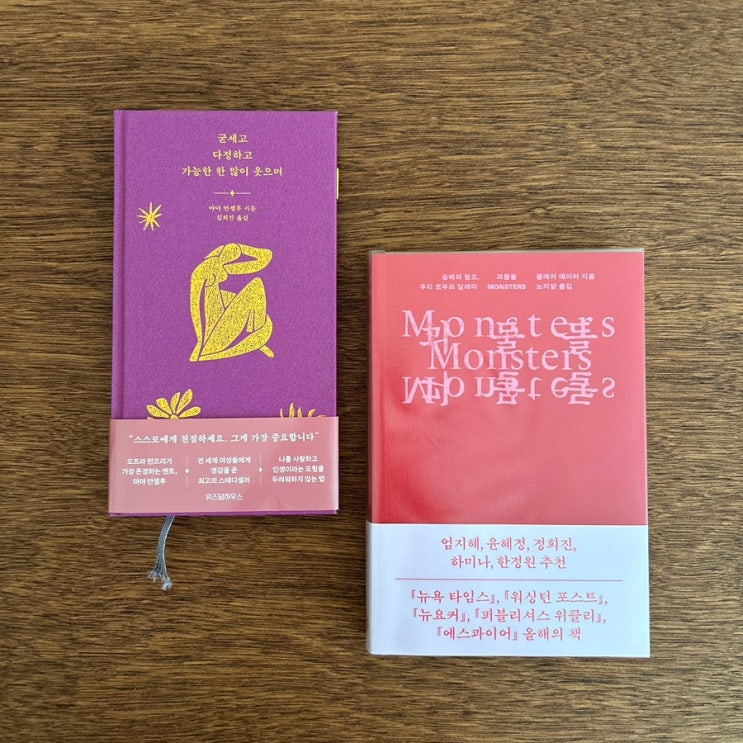 굳세고
다정하고
가능한 한 많이 웃으며
마야 안젤루 지음
김희진 옮김
"스스로에게 친절하세요. 그게 가장 중요합니다"
오프라 윈프리가
가장 존경하는 멘토,
마야 안젤루
전 세계 여성들에게
영감을 준
최고의 스테디셀러
나를 사랑하고
인생이라는 모험을
두려워하지 않는 법
위즈덤하우스
숭배와 혐오,
우리 모두의 딜레마
괴물들
MONSTERS
클레어 데더러 지음
노지양 옮김
Monsters
괴물들
Monsters
Monsters
괴물들
엄지혜, 윤혜정, 정희진,
하미나, 한정원 추천
『뉴욕 타임스』, 『워싱턴 포스트』,
『뉴요커』, 『퍼블리셔스 위클리』,
『에스콰이어』 올해의 책